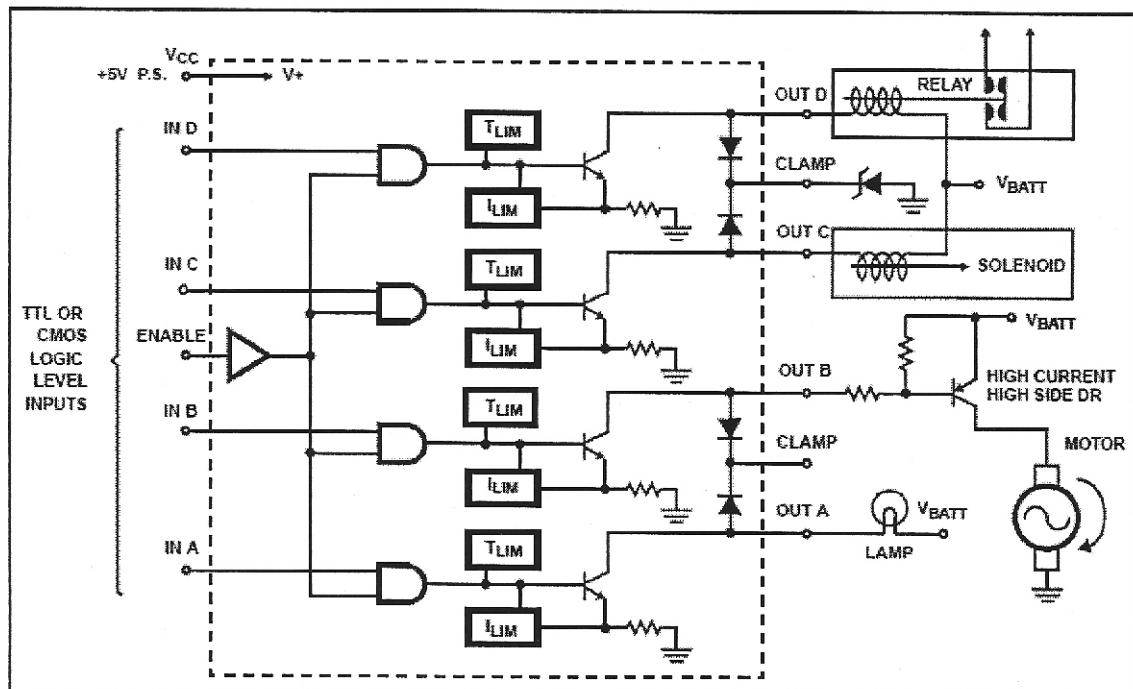 VCC
+5V P.S.
V+
IN D
IN C
TTL OR
CMOS
LOGIC
LEVEL
INPUTS
ENABLE
IN B
IN A
TLIM
ILIM
TLIM
ILIM
TLIM
ILIM
TLIM
ILIM
OUT D
CLAMP
OUT C
OUT B
CLAMP
OUT A
RELAY
VBATT
SOLENOID
VBATT
HIGH CURRENT
HIGH SIDE DR
MOTOR
VBATT
LAMP